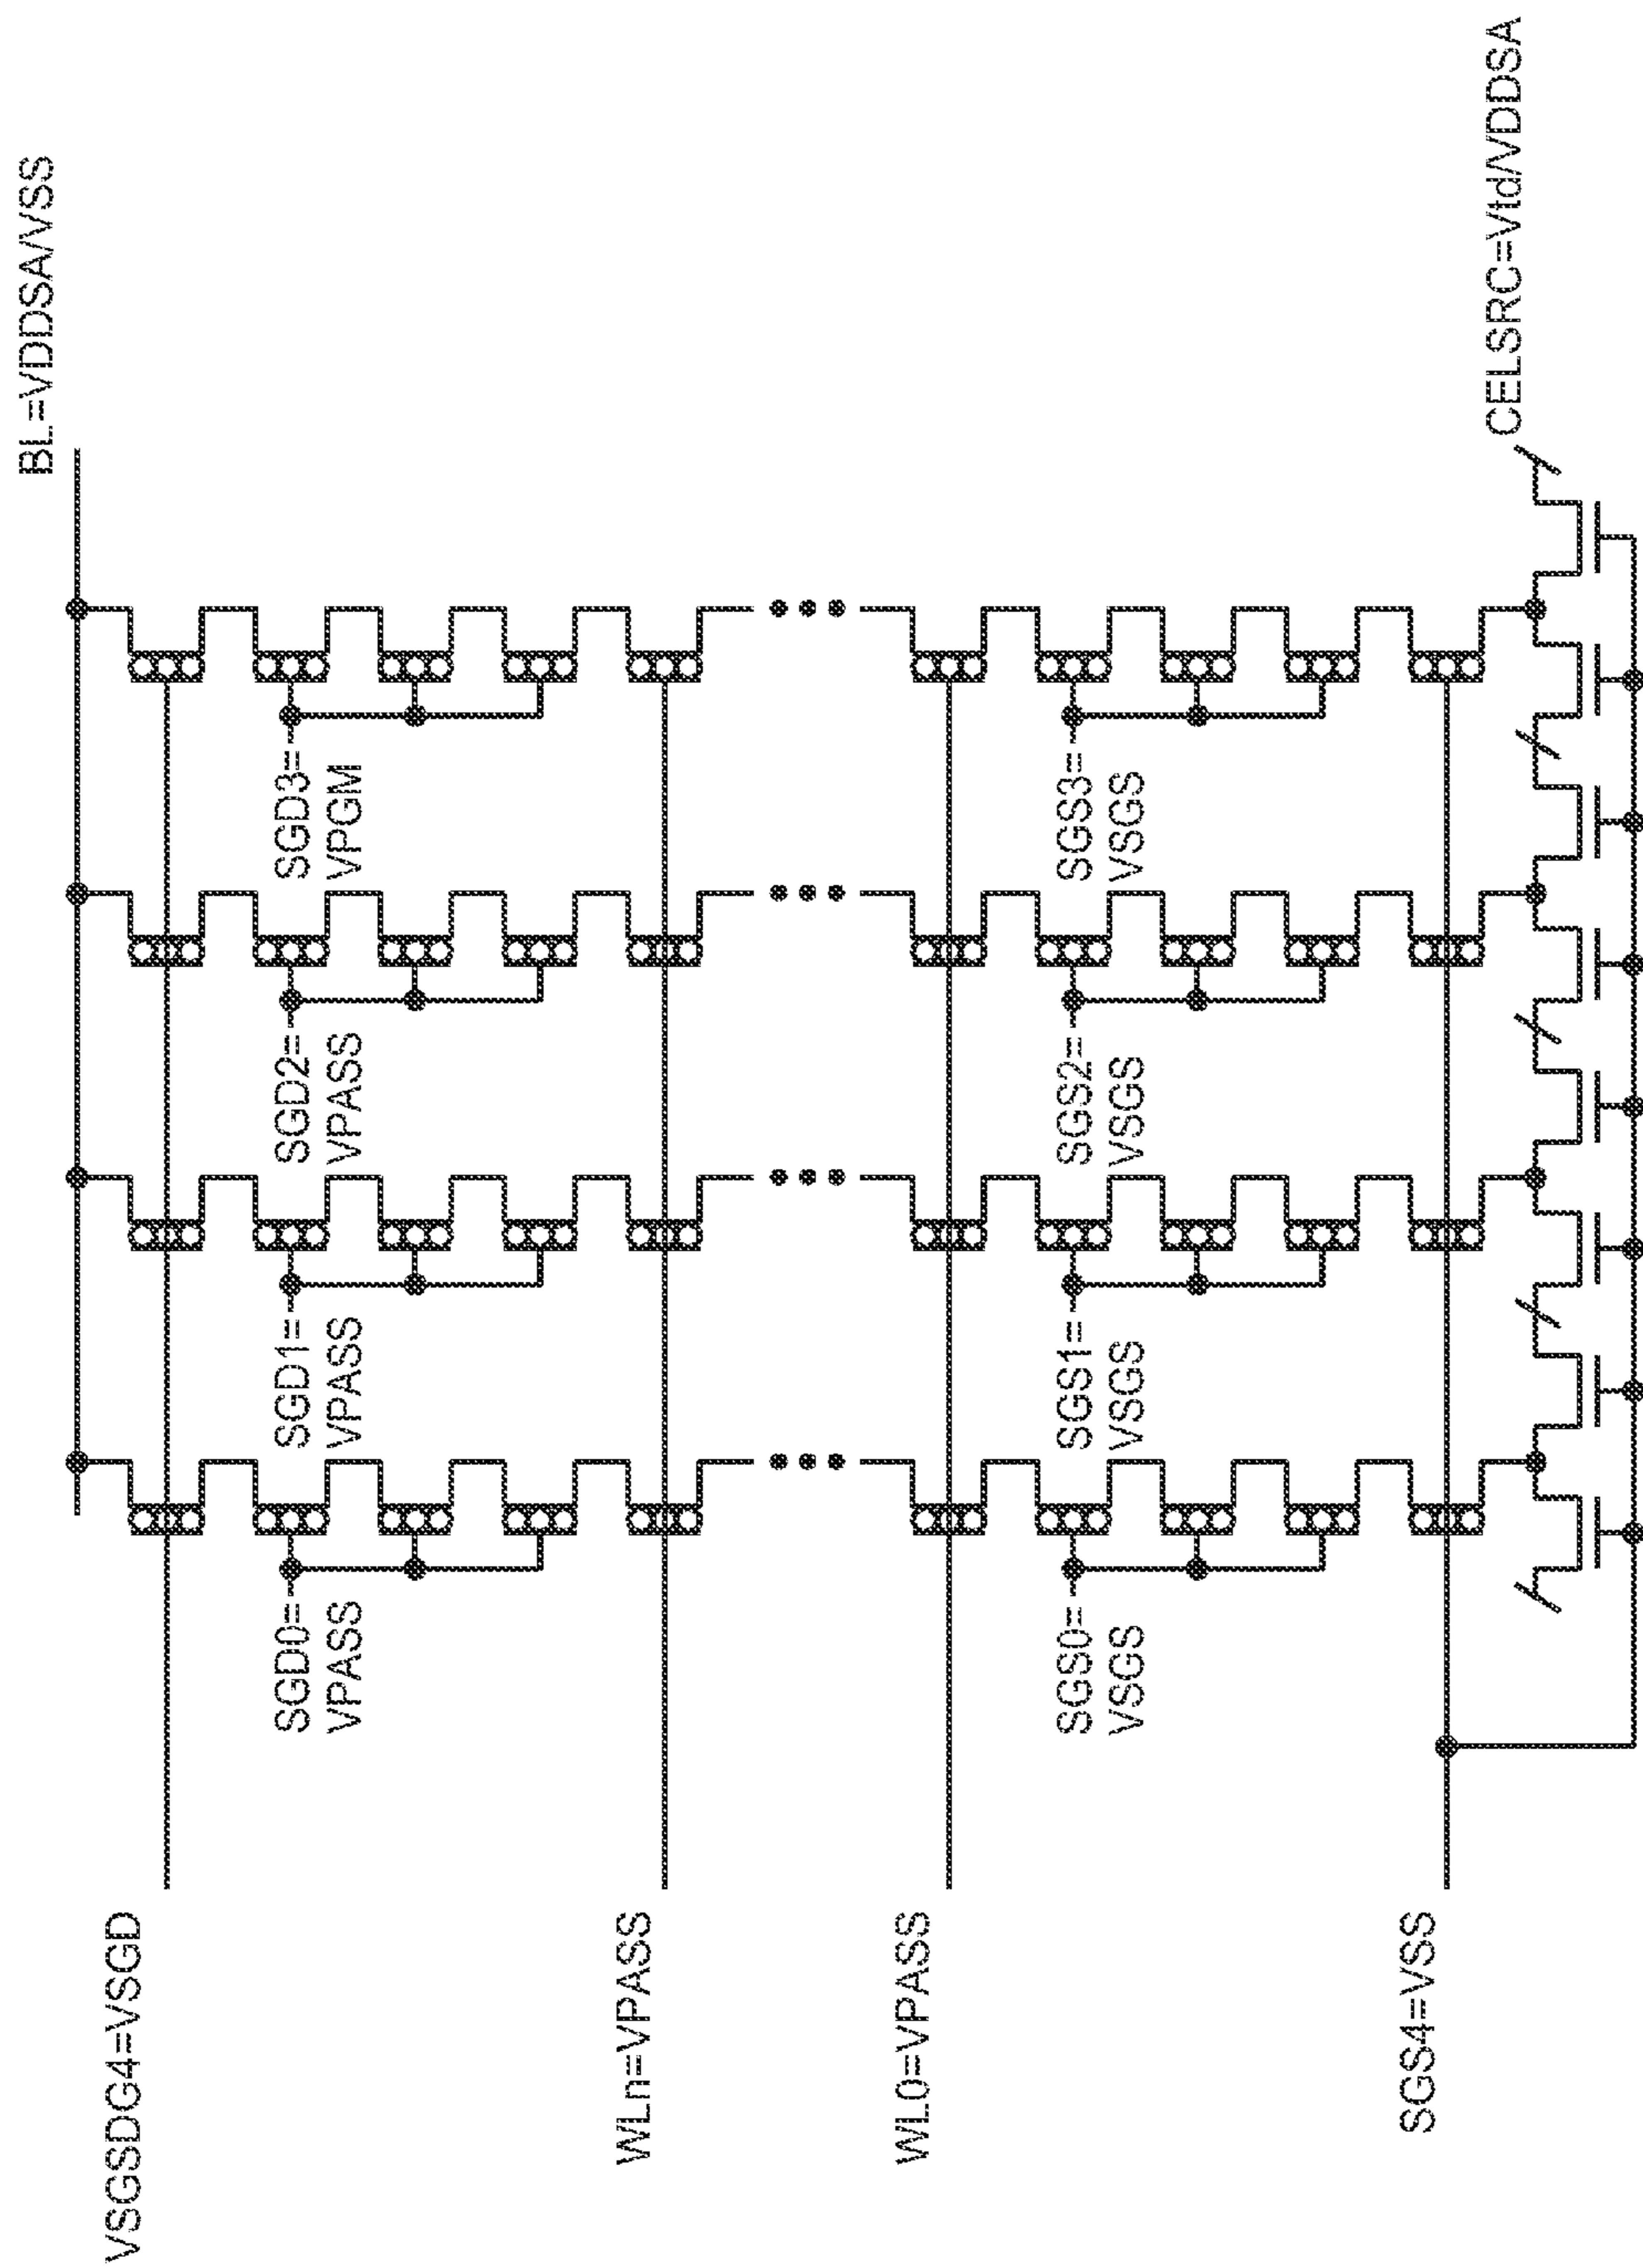 BL=VDDSA/VSS
VSGSDG4=VSGD
SGD0=
VPASS
SGD1=
VPASS
SGD2=
VPASS
SGD3=
VPGM
WLn=VPASS
WL0=VPASS
SGS0=
VSGS
SGS1=
VSGS
SGS2=
VSGS
SGS3=
VSGS
SGS4=VSS
CELSRC=Vtd/VDDSA